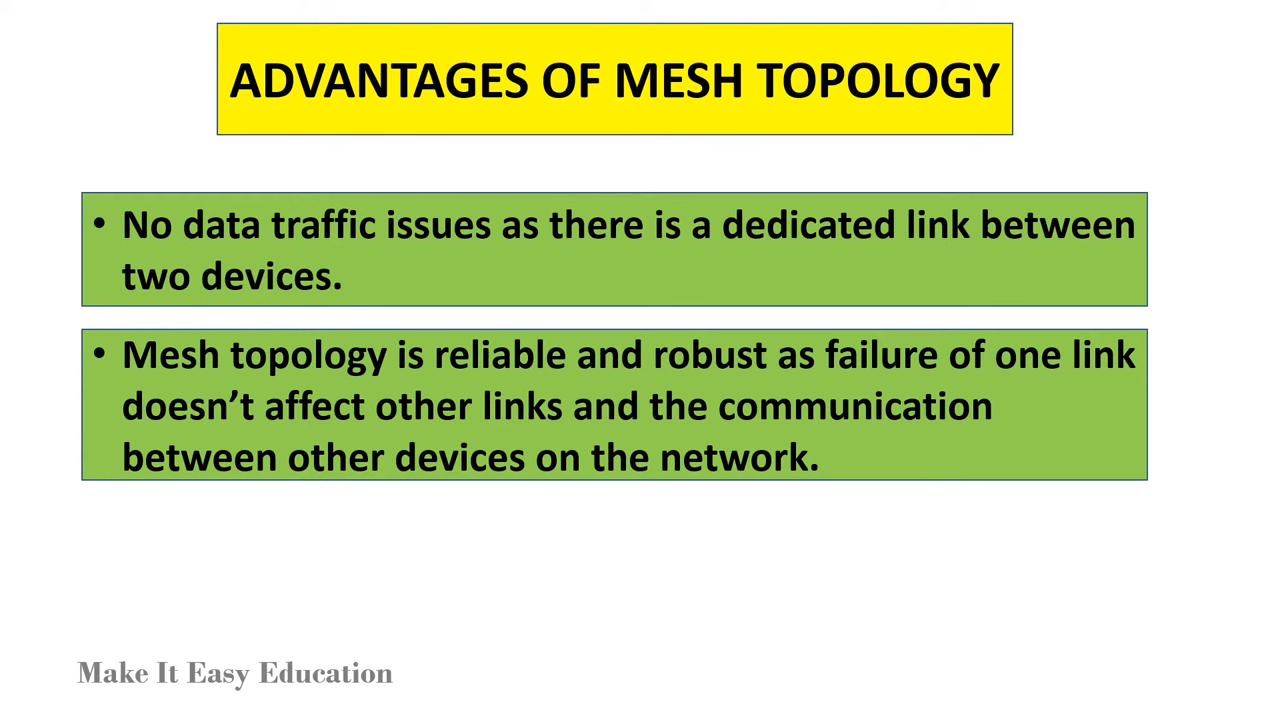 ADVANTAGES OF MESH TOPOLOGY
• No data traffic issues as there is a dedicated link between
two devices.
• Mesh topology is reliable and robust as failure of one link
doesn’t affect other links and the communication
between other devices on the network.
Make It Easy Education